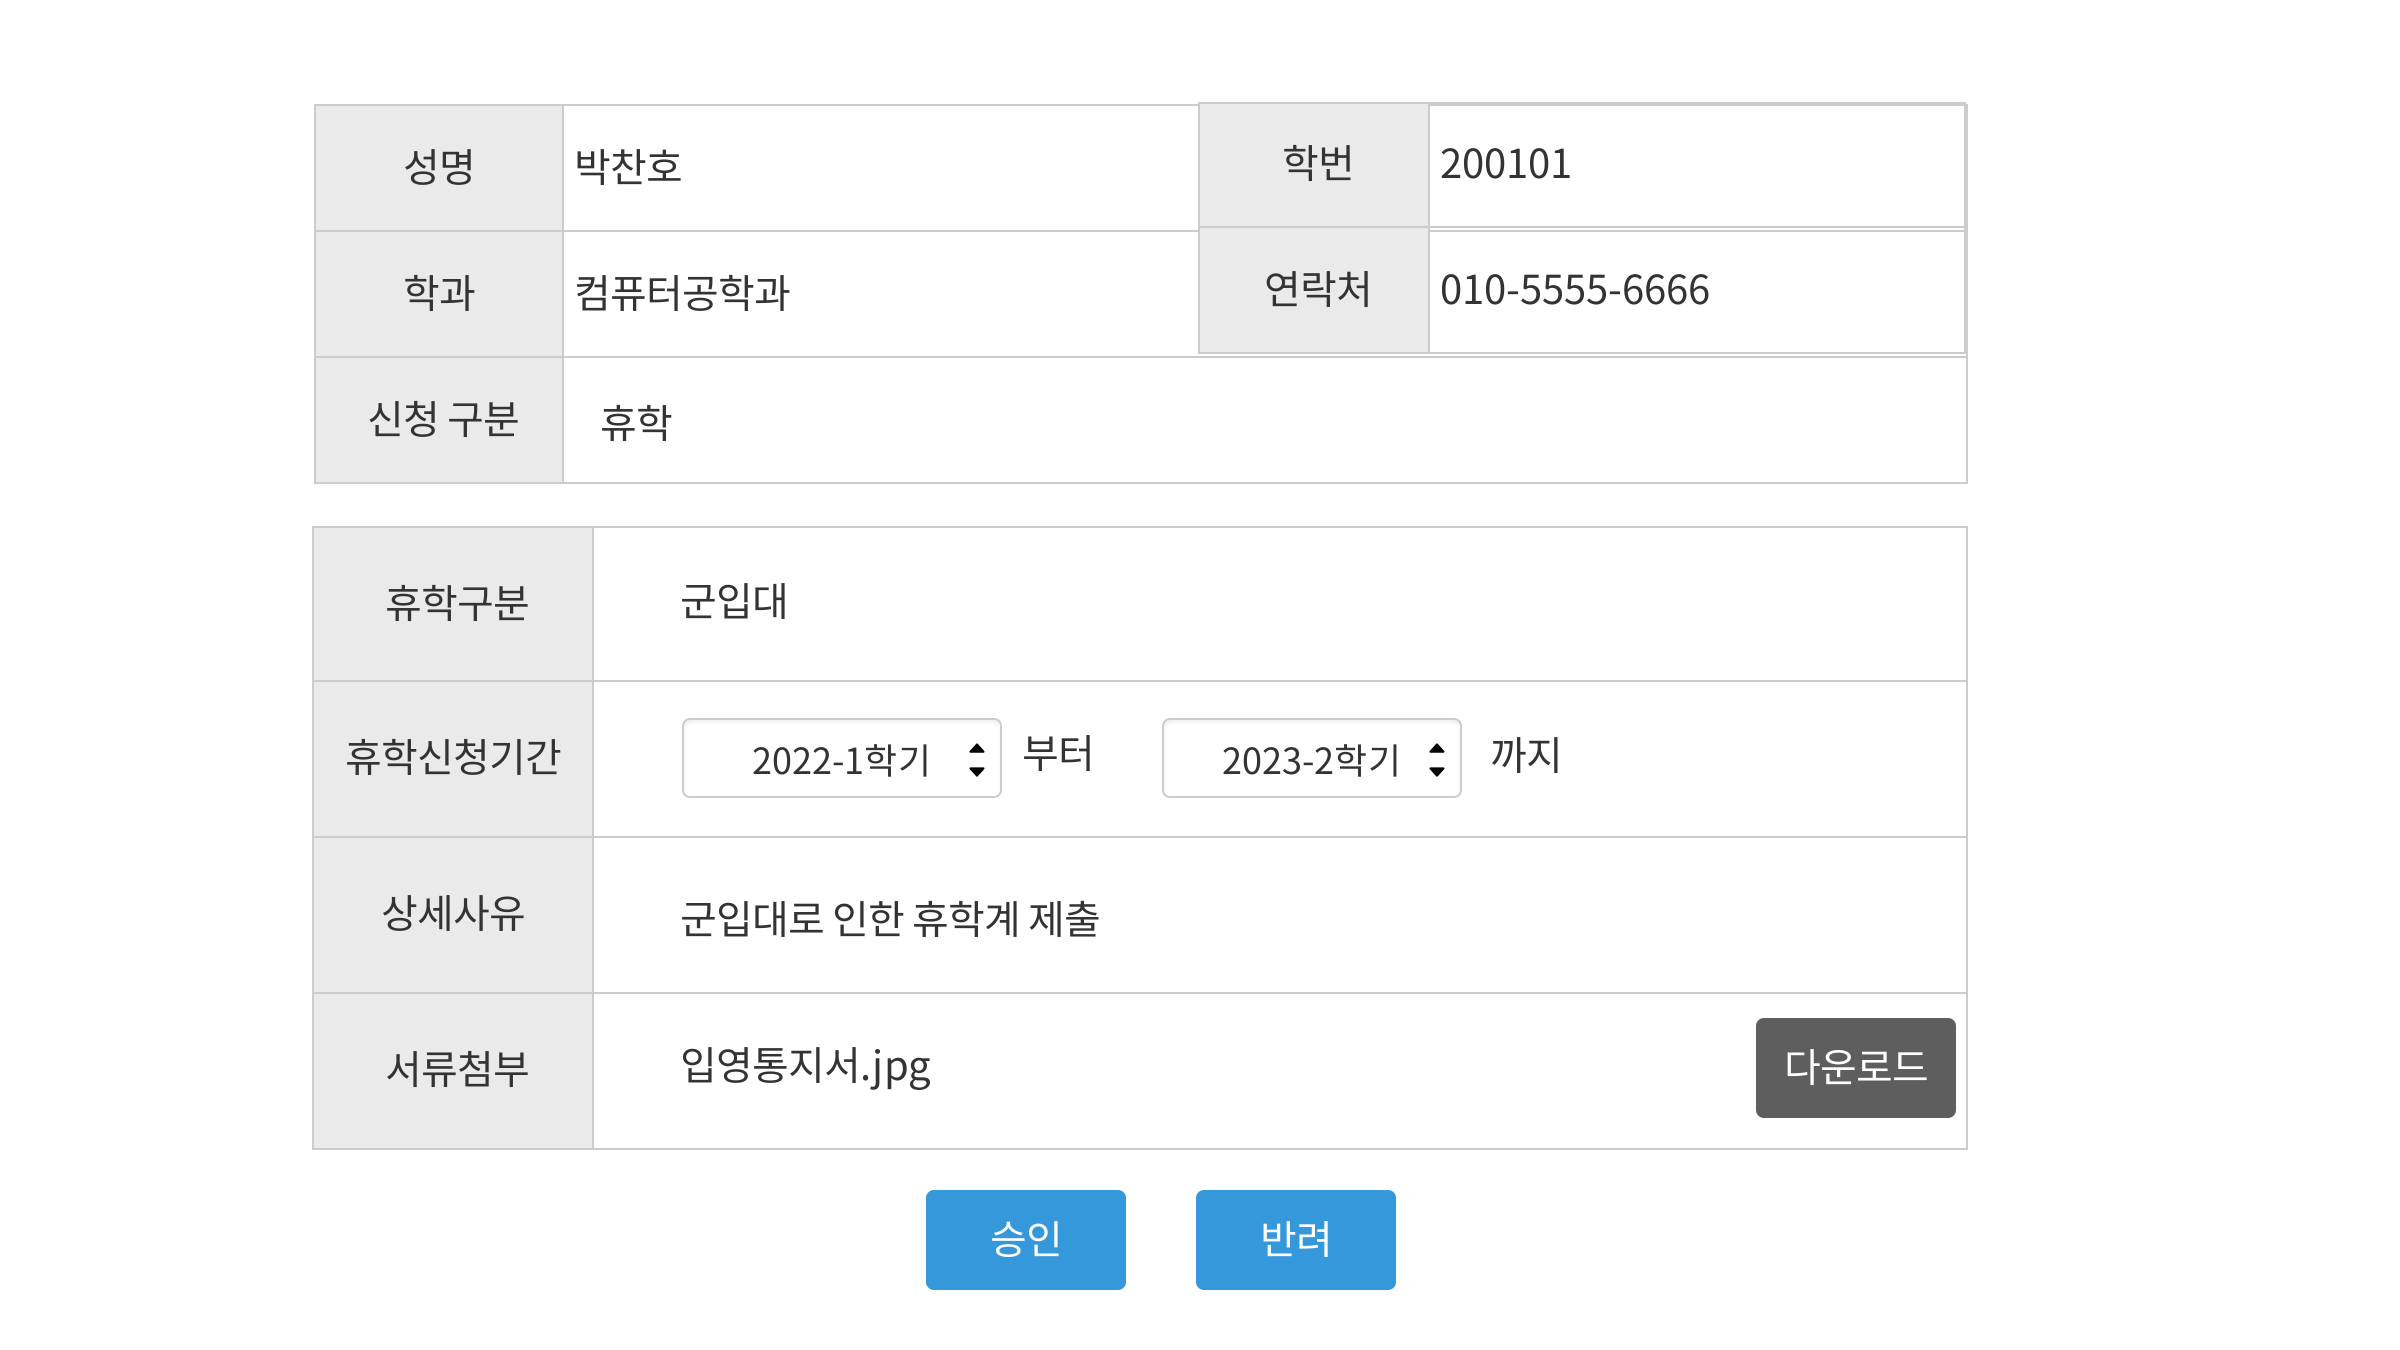 성명 박찬호 학번 200101
학과 컴퓨터공학과 연락처 010-5555-6666
신청 구분 휴학
휴학구분 군입대
휴학신청기간 2022-1학기 부터 2023-2학기 까지
상세사유 군입대로 인한 휴학계 제출
서류첨부 입영통지서.jpg 다운로드
승인 반려